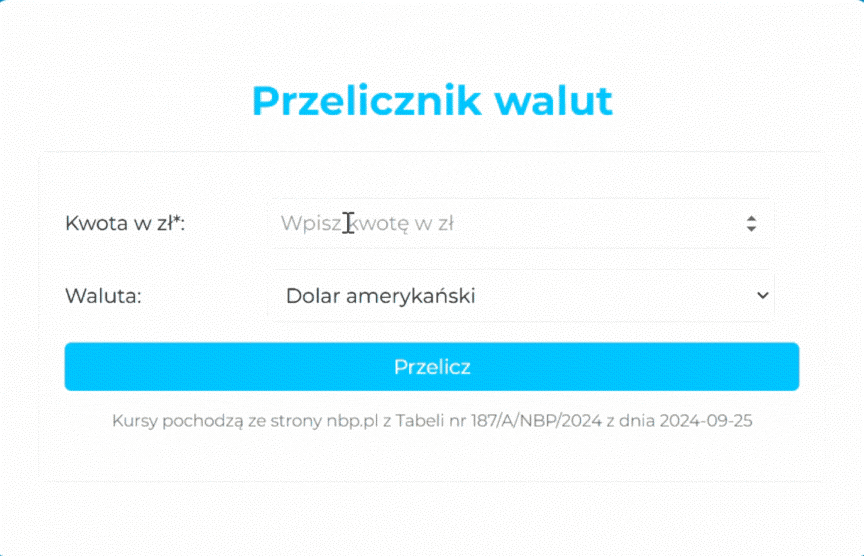 Przelicznik walut
Kwota w zł*:
Wpisz kwotę w zł
Waluta:
Dolar amerykański
Przelicz
Kursy pochodzą ze strony nbp.pl z Tabeli nr 187/A/NBP/2024 z dnia 2024-09-25